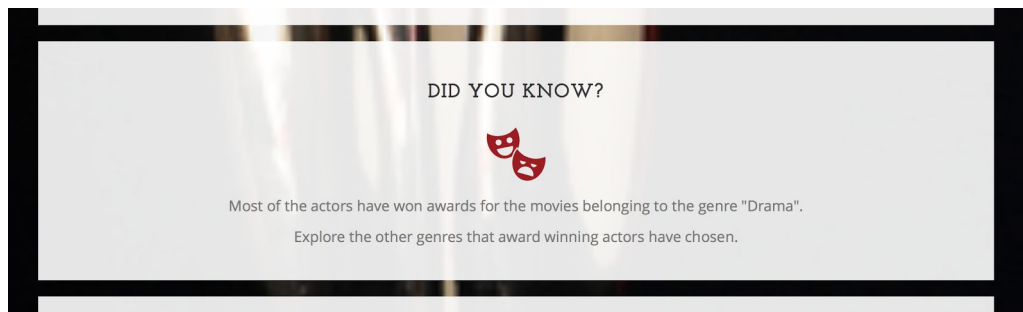 DID YOU KNOW?
Most of the actors have won awards for the movies belonging to the genre "Drama".
Explore the other genres that award winning actors have chosen.